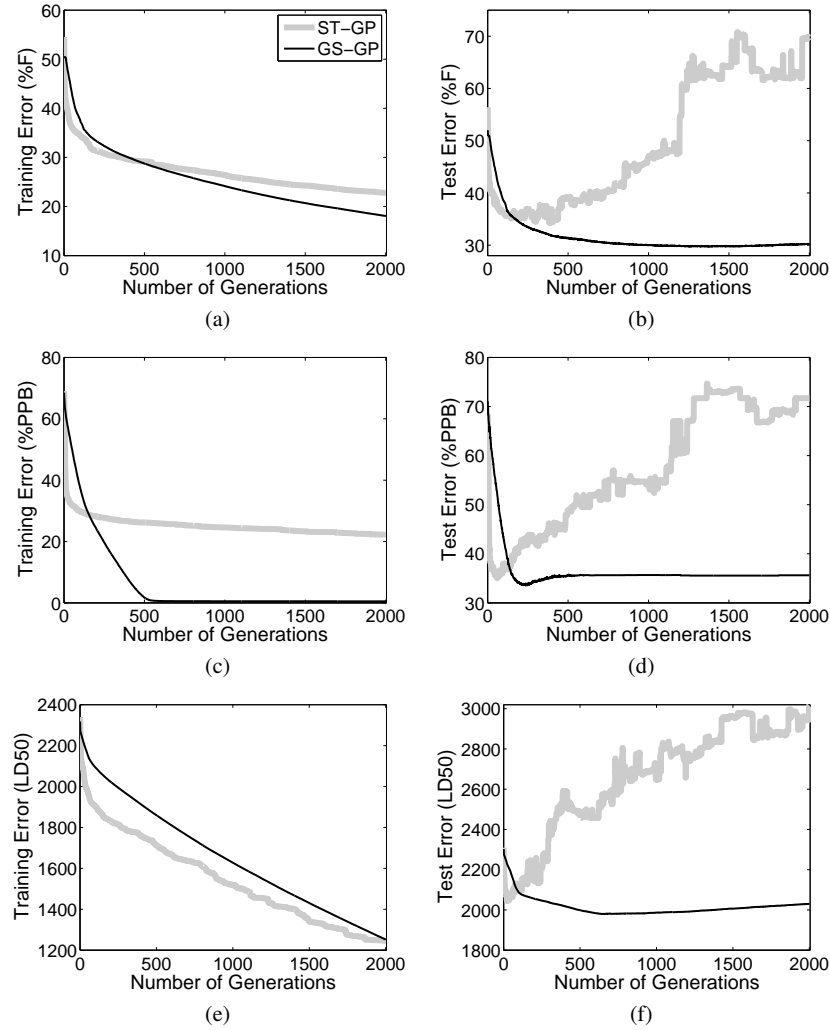 ST-GP
GS-GP
Training Error (%F)
60
50
40
30
20
10
0 500 1000 1500 2000
Number of Generations
(a)
Test Error (%F)
70
60
50
40
30
0 500 1000 1500 2000
Number of Generations
(b)
Training Error (%PPB)
80
60
40
20
0
0 500 1000 1500 2000
Number of Generations
(c)
Test Error (%PPB)
80
70
60
50
40
30
0 500 1000 1500 2000
Number of Generations
(d)
Training Error (LD50)
2400
2200
2000
1800
1600
1400
1200
0 500 1000 1500 2000
Number of Generations
(e)
Test Error (LD50)
3000
2800
2600
2400
2200
2000
1800
0 500 1000 1500 2000
Number of Generations
(f)